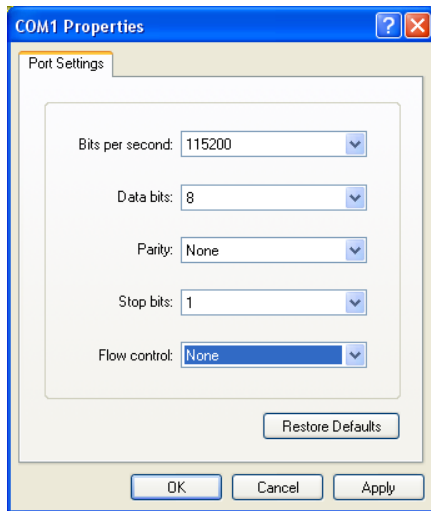 COM1 Properties
Port Settings
Bits per second: 115200
Data bits: 8
Parity: None
Stop bits: 1
Flow control: None
Restore Defaults
OK Cancel Apply